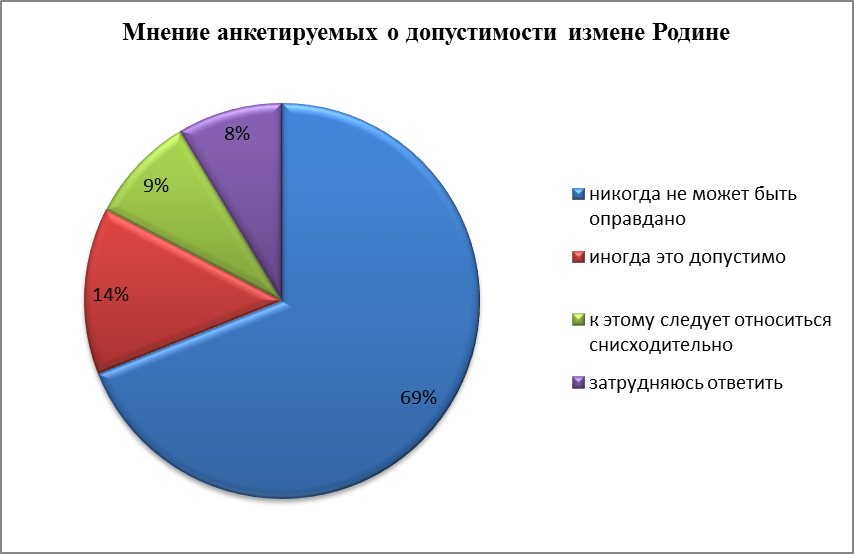 Мнение анкетируемых о допустимости измене Родине
8%
9%
14%
69%
никогда не может быть
оправдано
иногда это допустимо
к этому следует относиться
снисходительно
затрудняюсь ответить